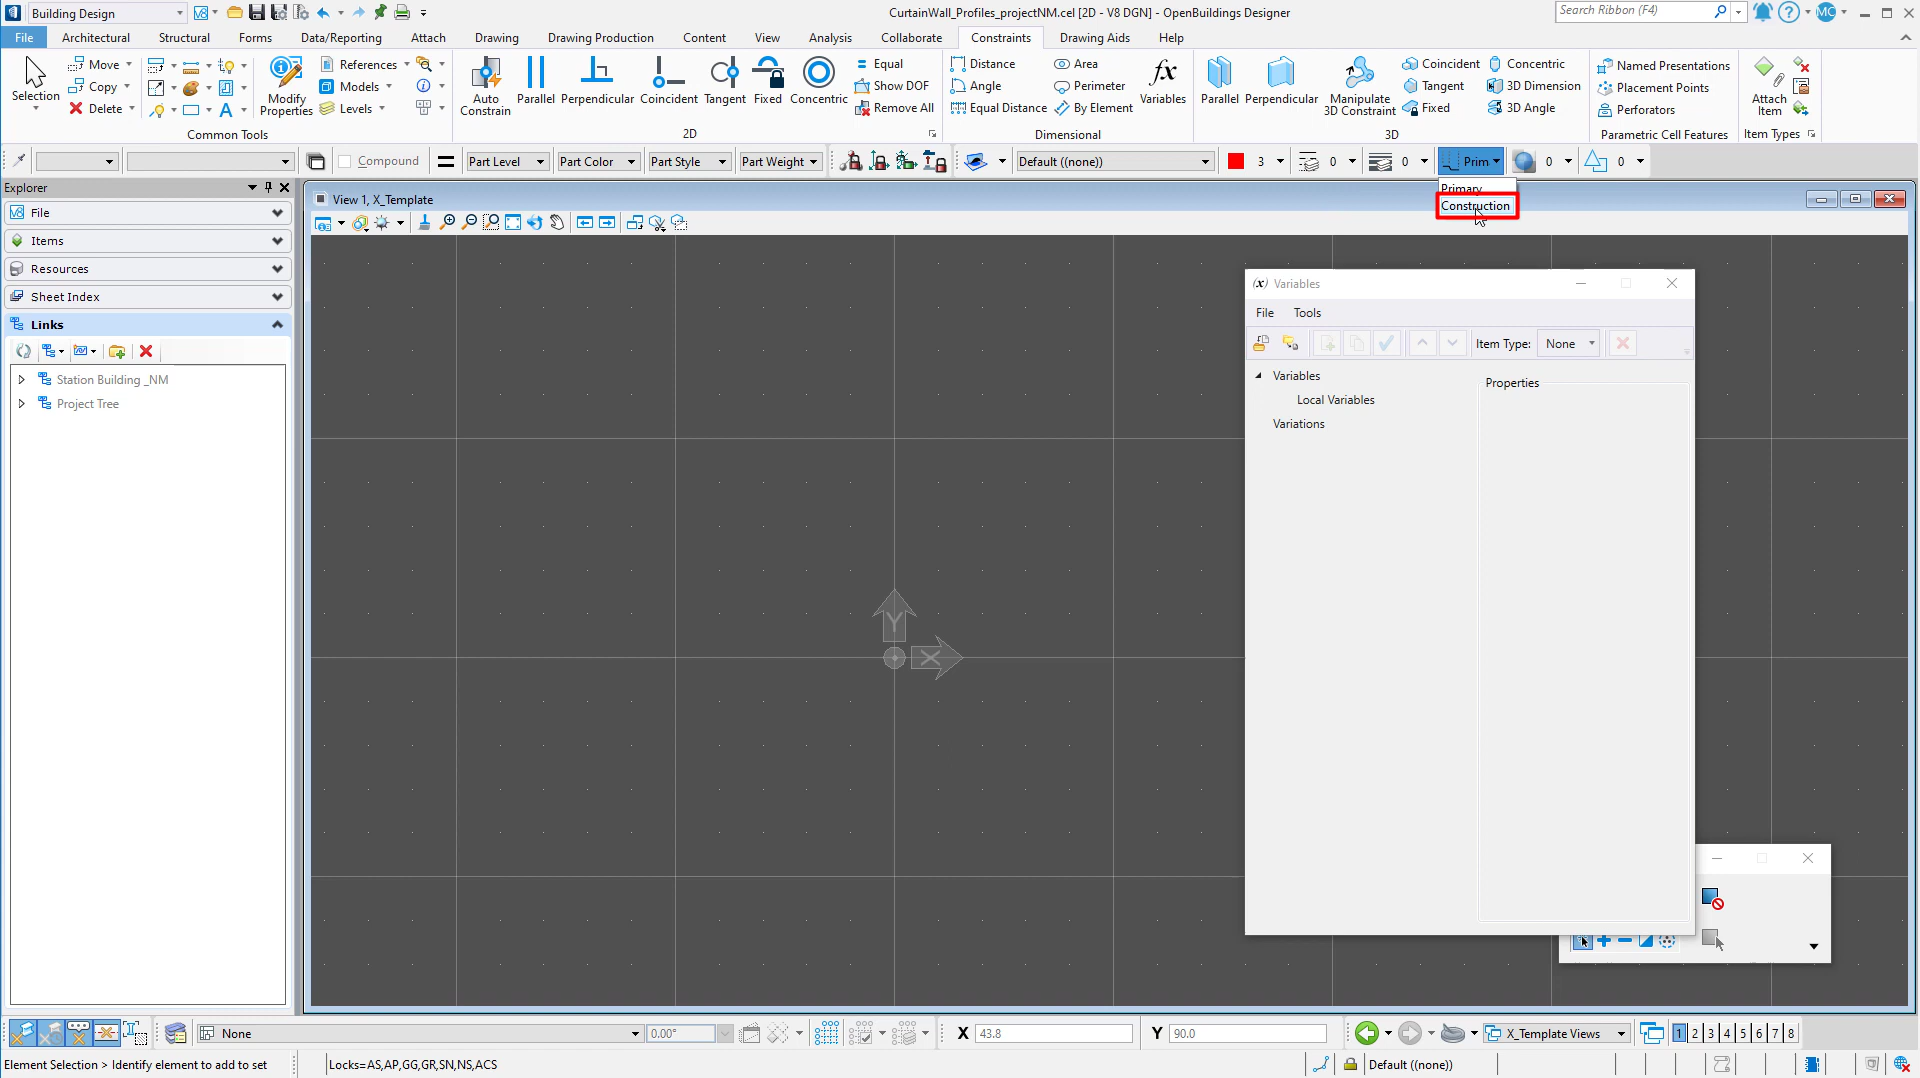 Building Design
CurtainWall_Profiles_projectNM.cel [2D - V8 DGN] - OpenBuildings Designer
Search Ribbon (F4)
MC
File
Architectural
Structural
Forms
Data/Reporting
Attach
Drawing
Drawing Production
Content
View
Analysis
Collaborate
Constraints
Drawing Aids
Help
Selection
Move
Copy
Delete
Modify
Properties
References
Models
Levels
Common Tools
Auto
Constrain
Parallel
Perpendicular
Coincident
Tangent
Fixed
Concentric
Equal
Show DOF
Remove All
2D
Distance
Angle
Equal Distance
Area
Perimeter
By Element
Variables
Dimensional
Parallel
Perpendicular
Manipulate
3D Constraint
Coincident
Tangent
Fixed
Concentric
3D Dimension
3D Angle
3D
Named Presentations
Placement Points
Perforators
Parametric Cell Features
Attach
Item
Item Types
Compound
Part Level
Part Color
Part Style
Part Weight
Default ((none))
3
0
0
Prim
0
0
Primary
Construction
Explorer
File
Items
Resources
Sheet Index
Links
Station Building _NM
Project Tree
View 1, X_Template
Y
X
(x) Variables
File
Tools
Item Type:
None
Variables
Local Variables
Variations
Properties
None
0.00°
X
43.8
Y
90.0
X_Template Views
1 2 3 4 5 6 7 8
Element Selection > Identify element to add to set
Locks=AS,AP,GG,GR,SN,NS,ACS
Default ((none))